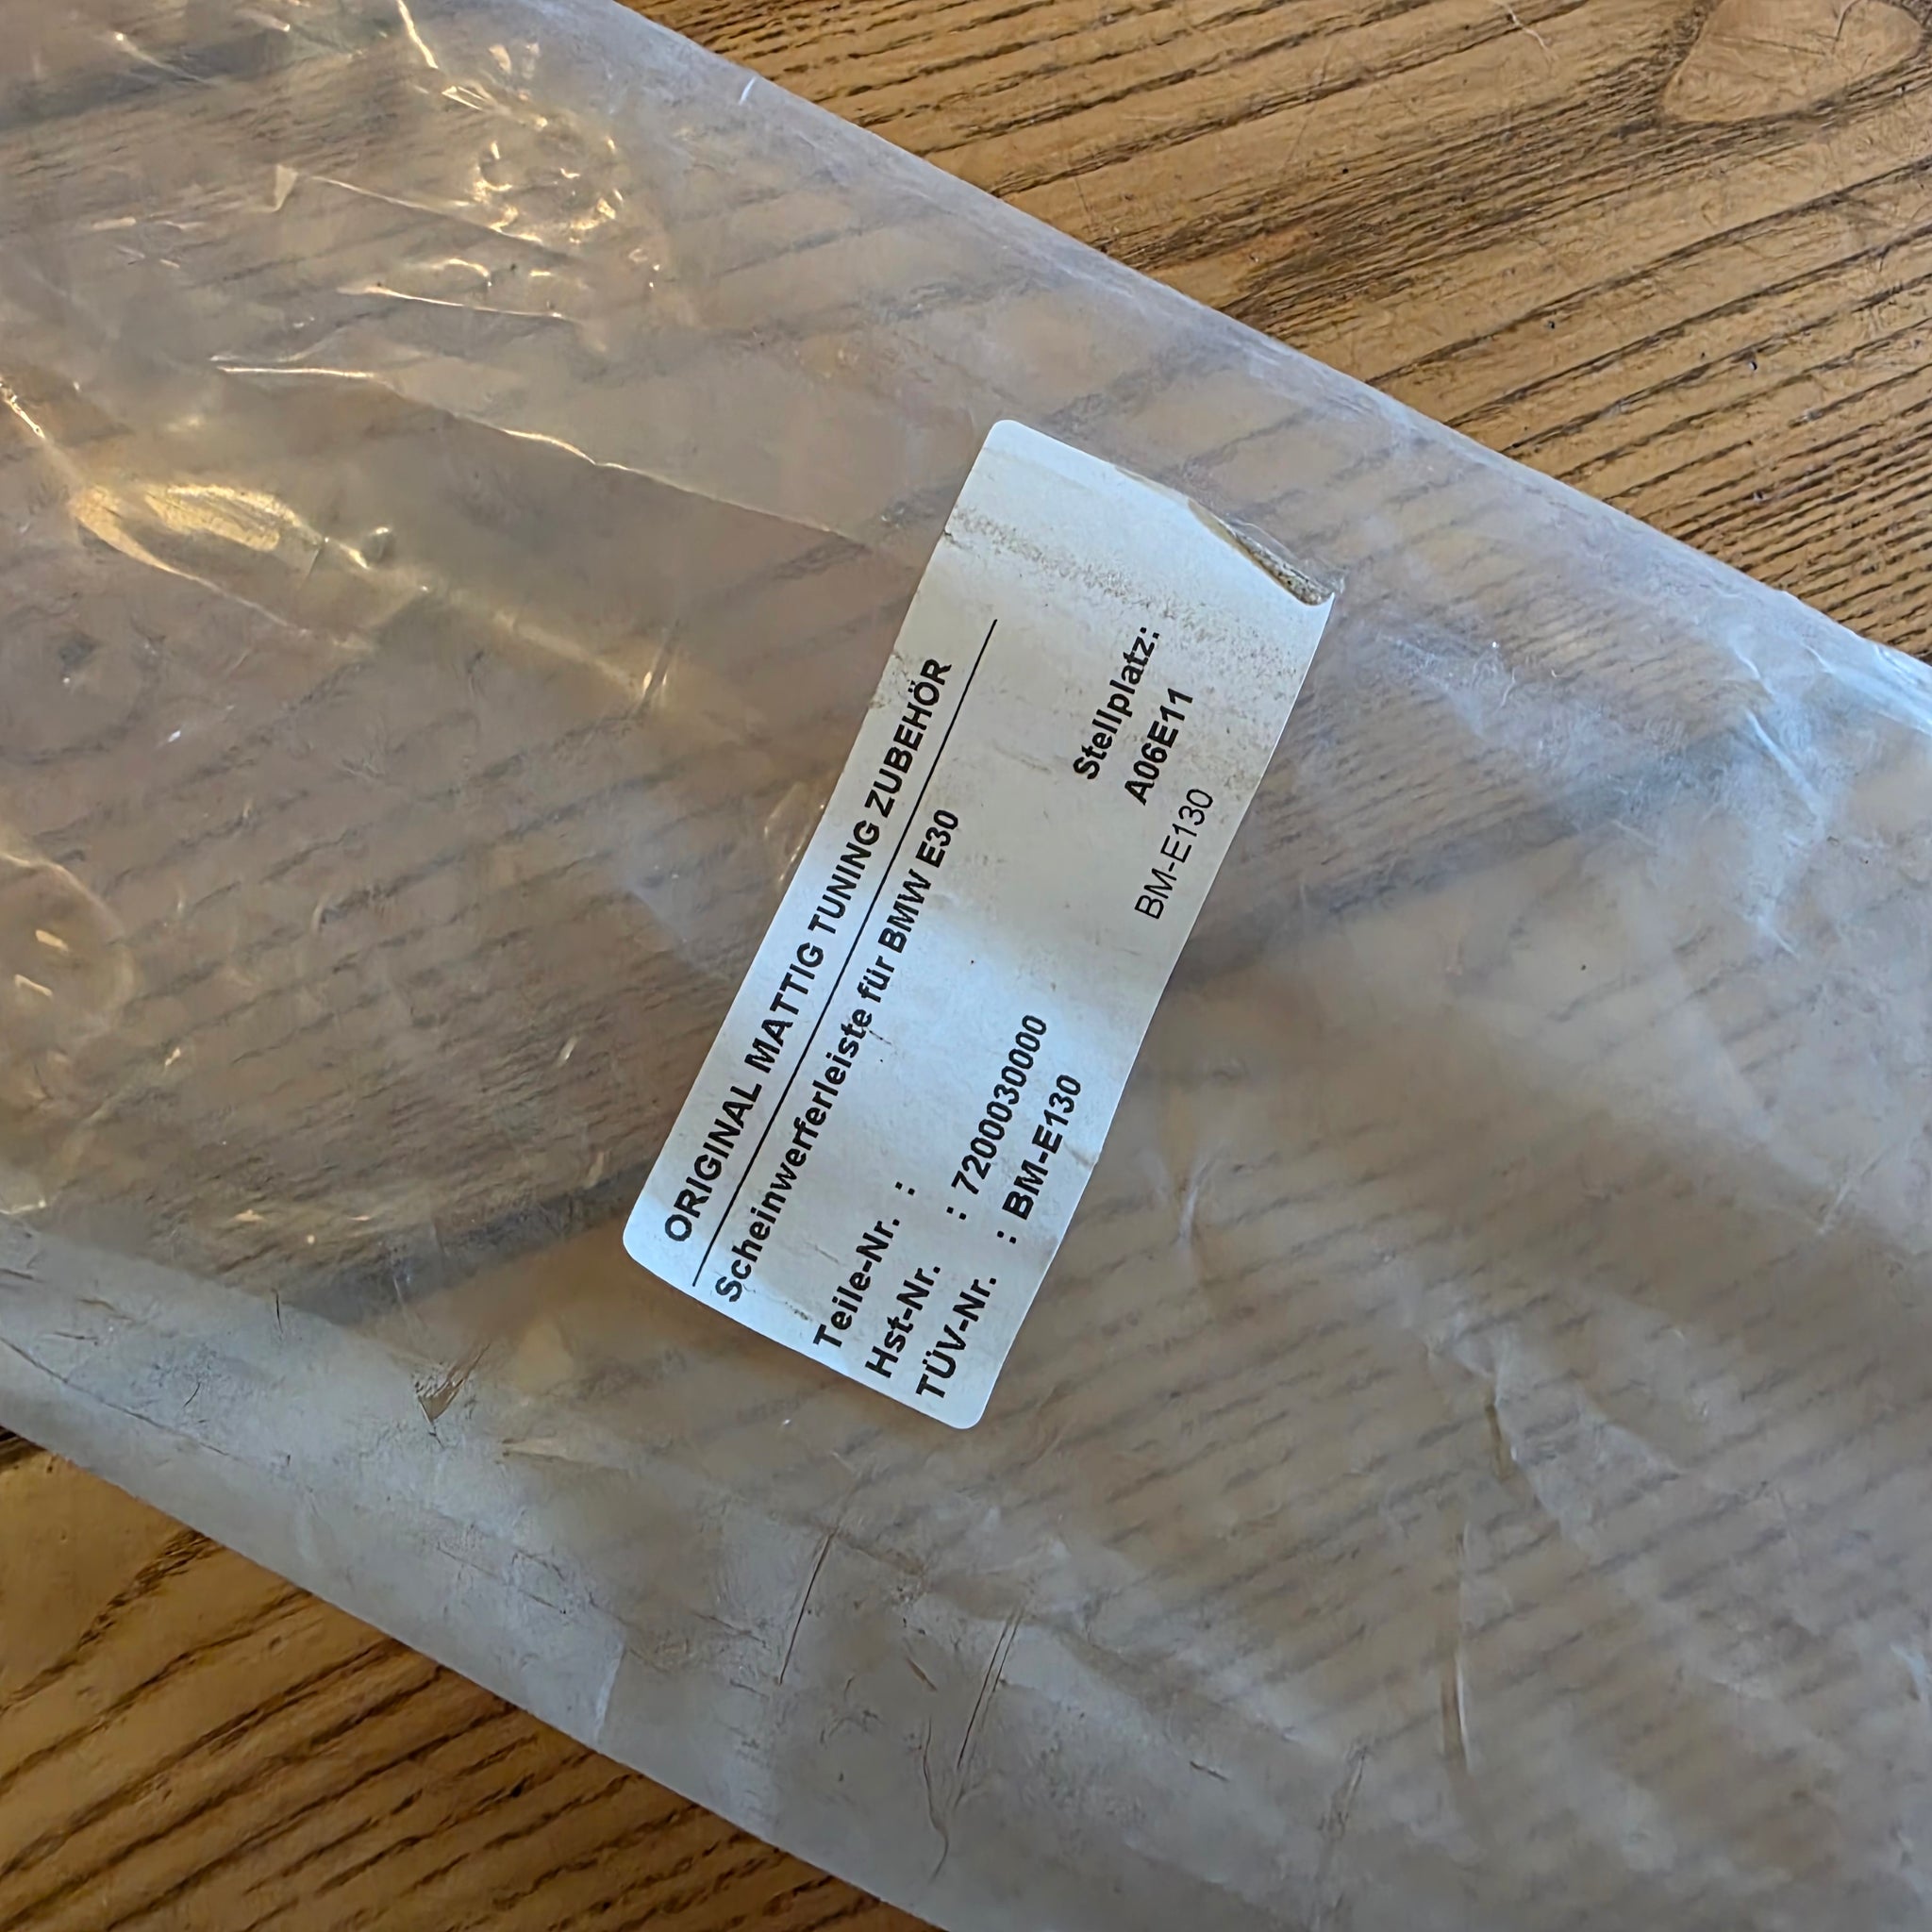 ORIGINAL MATTIG TUNING ZUBEHÖR
Scheinwerferleiste für BMW E30
Teile-Nr. :
Stellplatz:
Hst-Nr. : 7200030000
A06E11
TÜV-Nr. : BM-E130
BM-E130